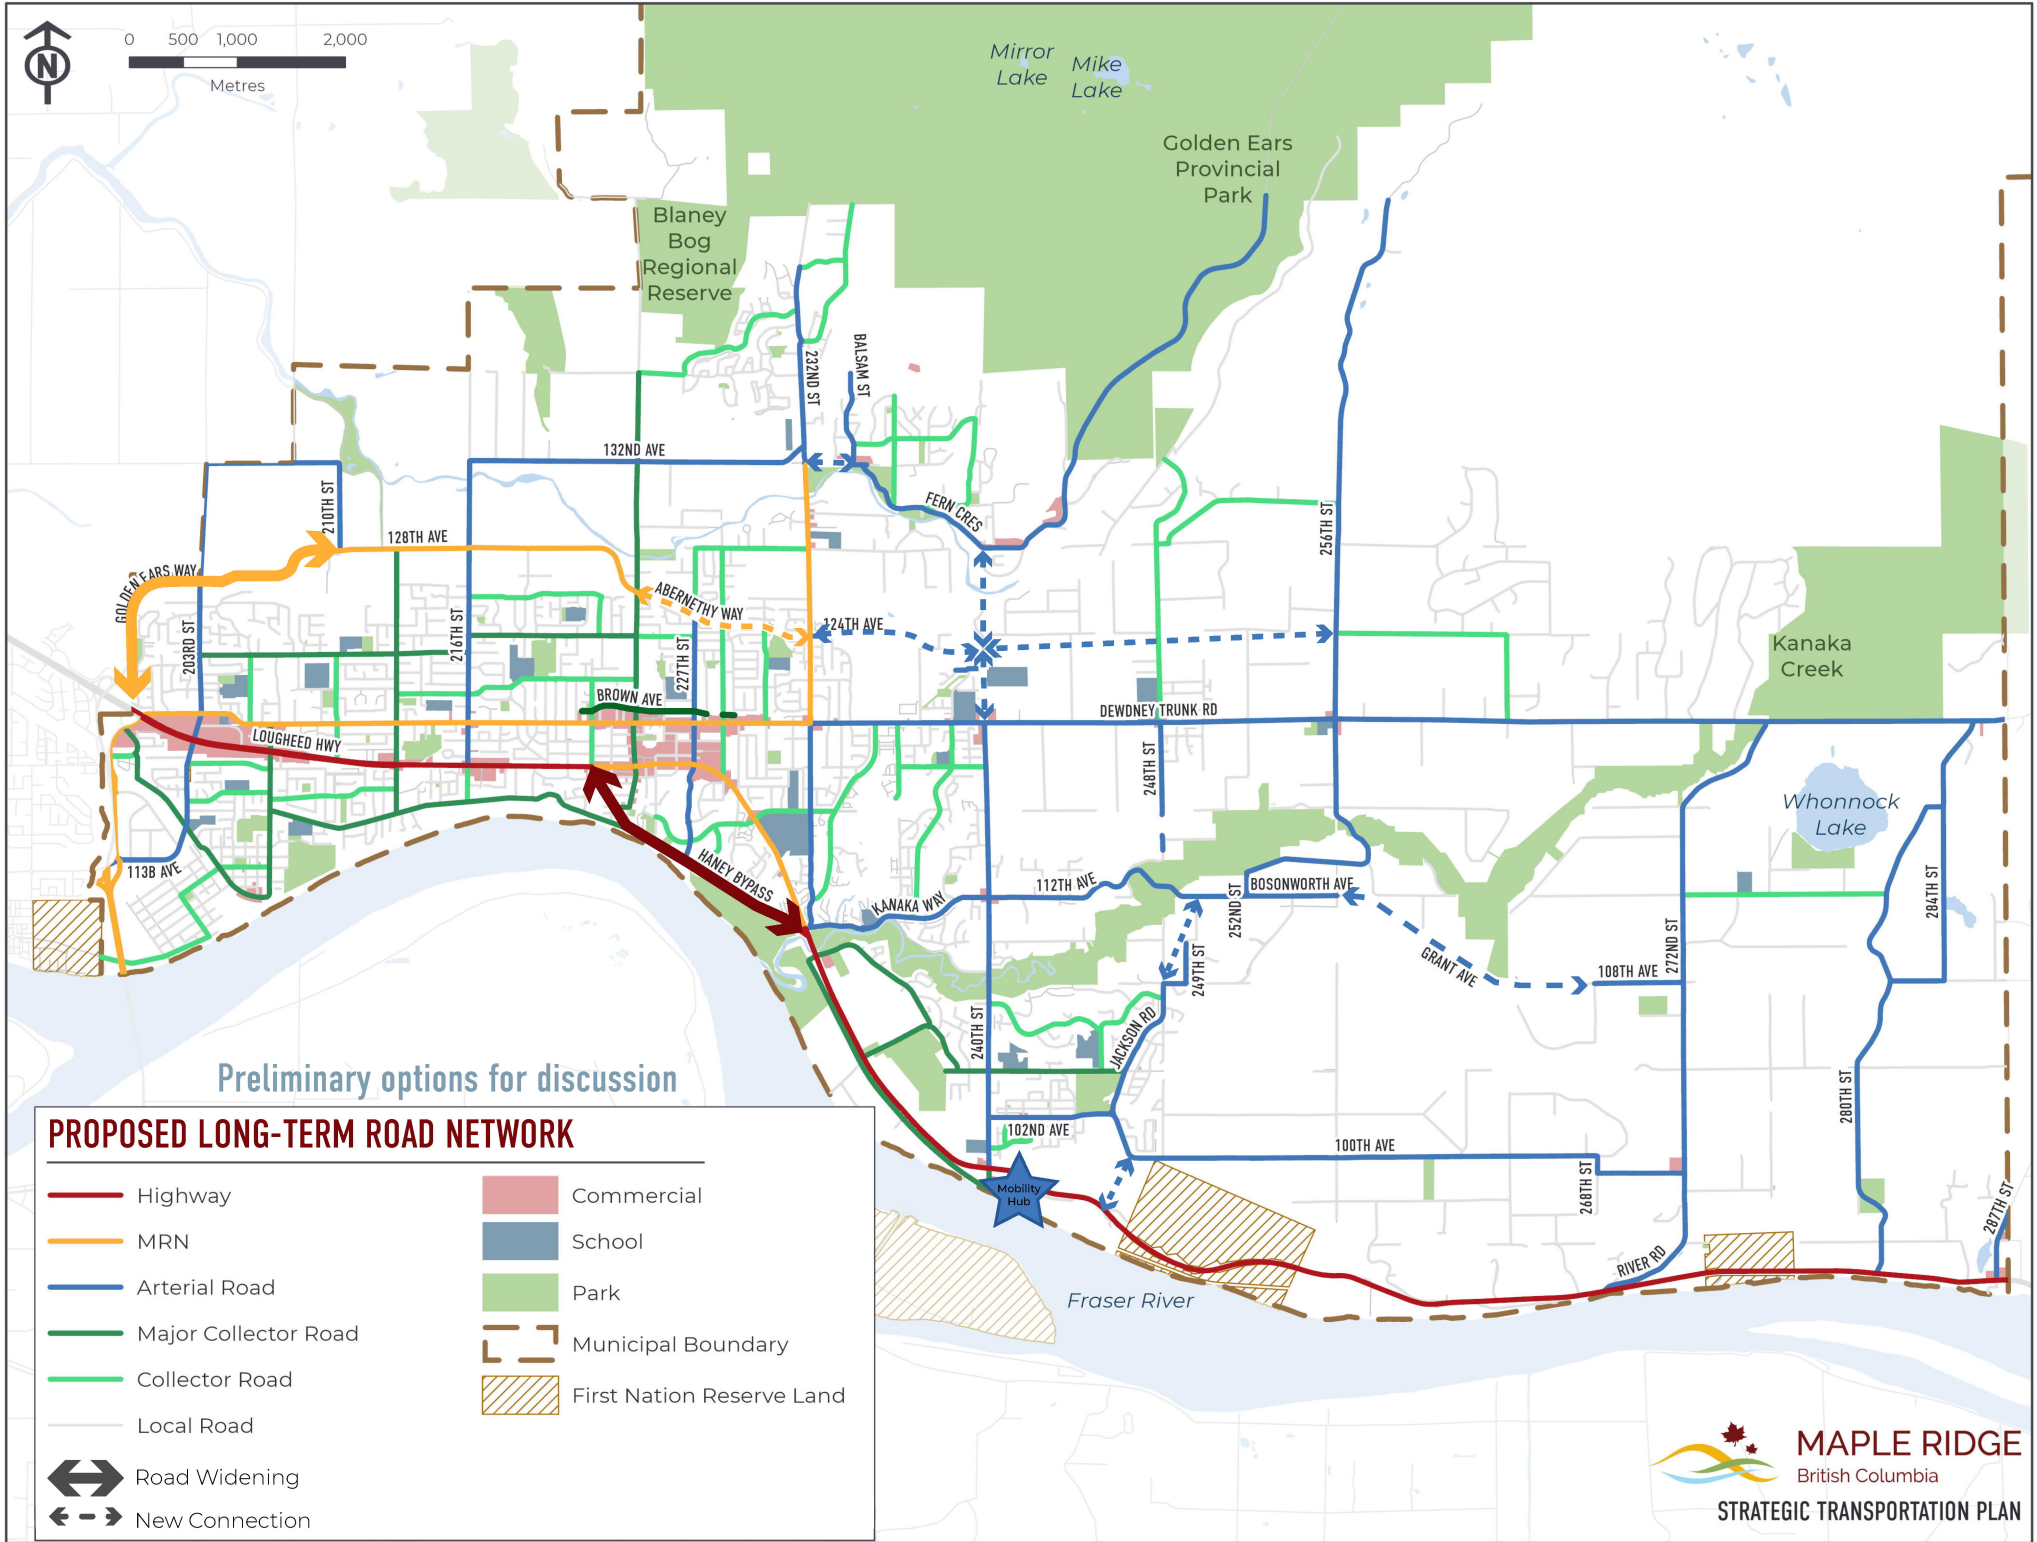 N
0 500 1,000 2,000
Metres
Mirror
Lake
Mike
Lake
Golden Ears
Provincial
Park
Blaney
Bog
Regional
Reserve
232ND ST
BALSAM ST
132ND AVE
210TH ST
FERN CRES
256TH ST
128TH AVE
GOLDEN EARS WAY
ABERNETHY WAY
124TH AVE
203RD ST
216TH ST
227TH ST
Kanaka
Creek
BROWN AVE
DEWDNEY TRUNK RD
LOUGHEED HWY
248TH ST
Whonnock
Lake
113B AVE
HANEY BYPASS
KANAKA WAY
112TH AVE
252ND ST
BOSONWORTH AVE
284TH ST
272ND ST
GRANT AVE
249TH ST
108TH AVE
240TH ST
JACKSON RD
280TH ST
102ND AVE
100TH AVE
268TH ST
287TH ST
Mobility
Hub
RIVER RD
Fraser River
Preliminary options for discussion
PROPOSED LONG-TERM ROAD NETWORK
Highway
MRN
Arterial Road
Major Collector Road
Collector Road
Local Road
Road Widening
New Connection
Commercial
School
Park
Municipal Boundary
First Nation Reserve Land
MAPLE RIDGE
British Columbia
STRATEGIC TRANSPORTATION PLAN